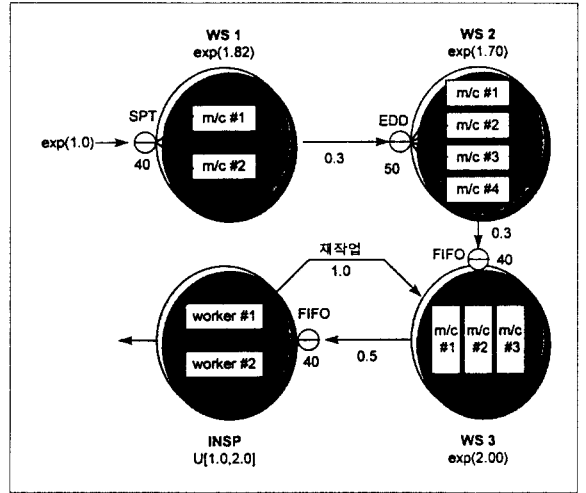 WS 1
exp(1.82)
SPT
m/c #1
m/c #2
exp(1.0)
40
0.3
WS 2
exp(1.70)
EDD
m/c #1
m/c #2
m/c #3
m/c #4
50
0.3
FIFO
40
재작업
1.0
worker #1
worker #2
FIFO
40
0.5
m/c #1
m/c #2
m/c #3
INSP
U[1.0,2.0]
WS 3
exp(2.00)